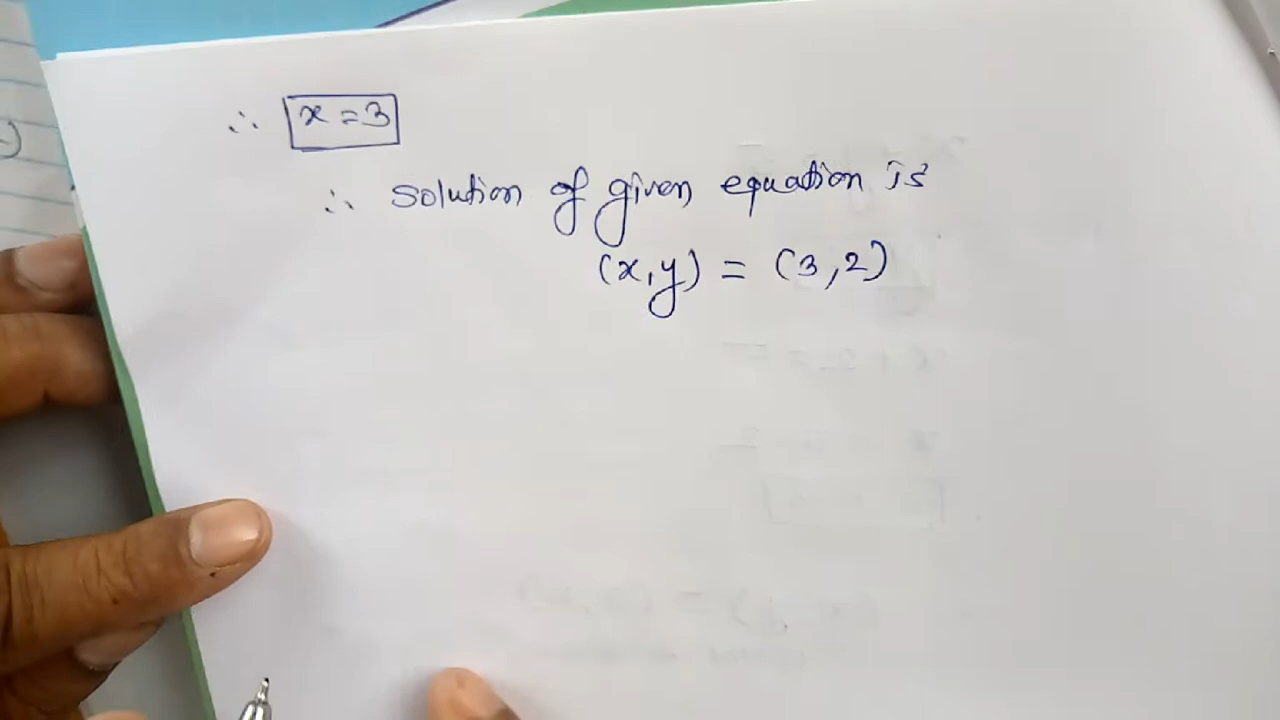 ∴ x = 3
∴ solution of given equation is
(x,y) = (3,2)